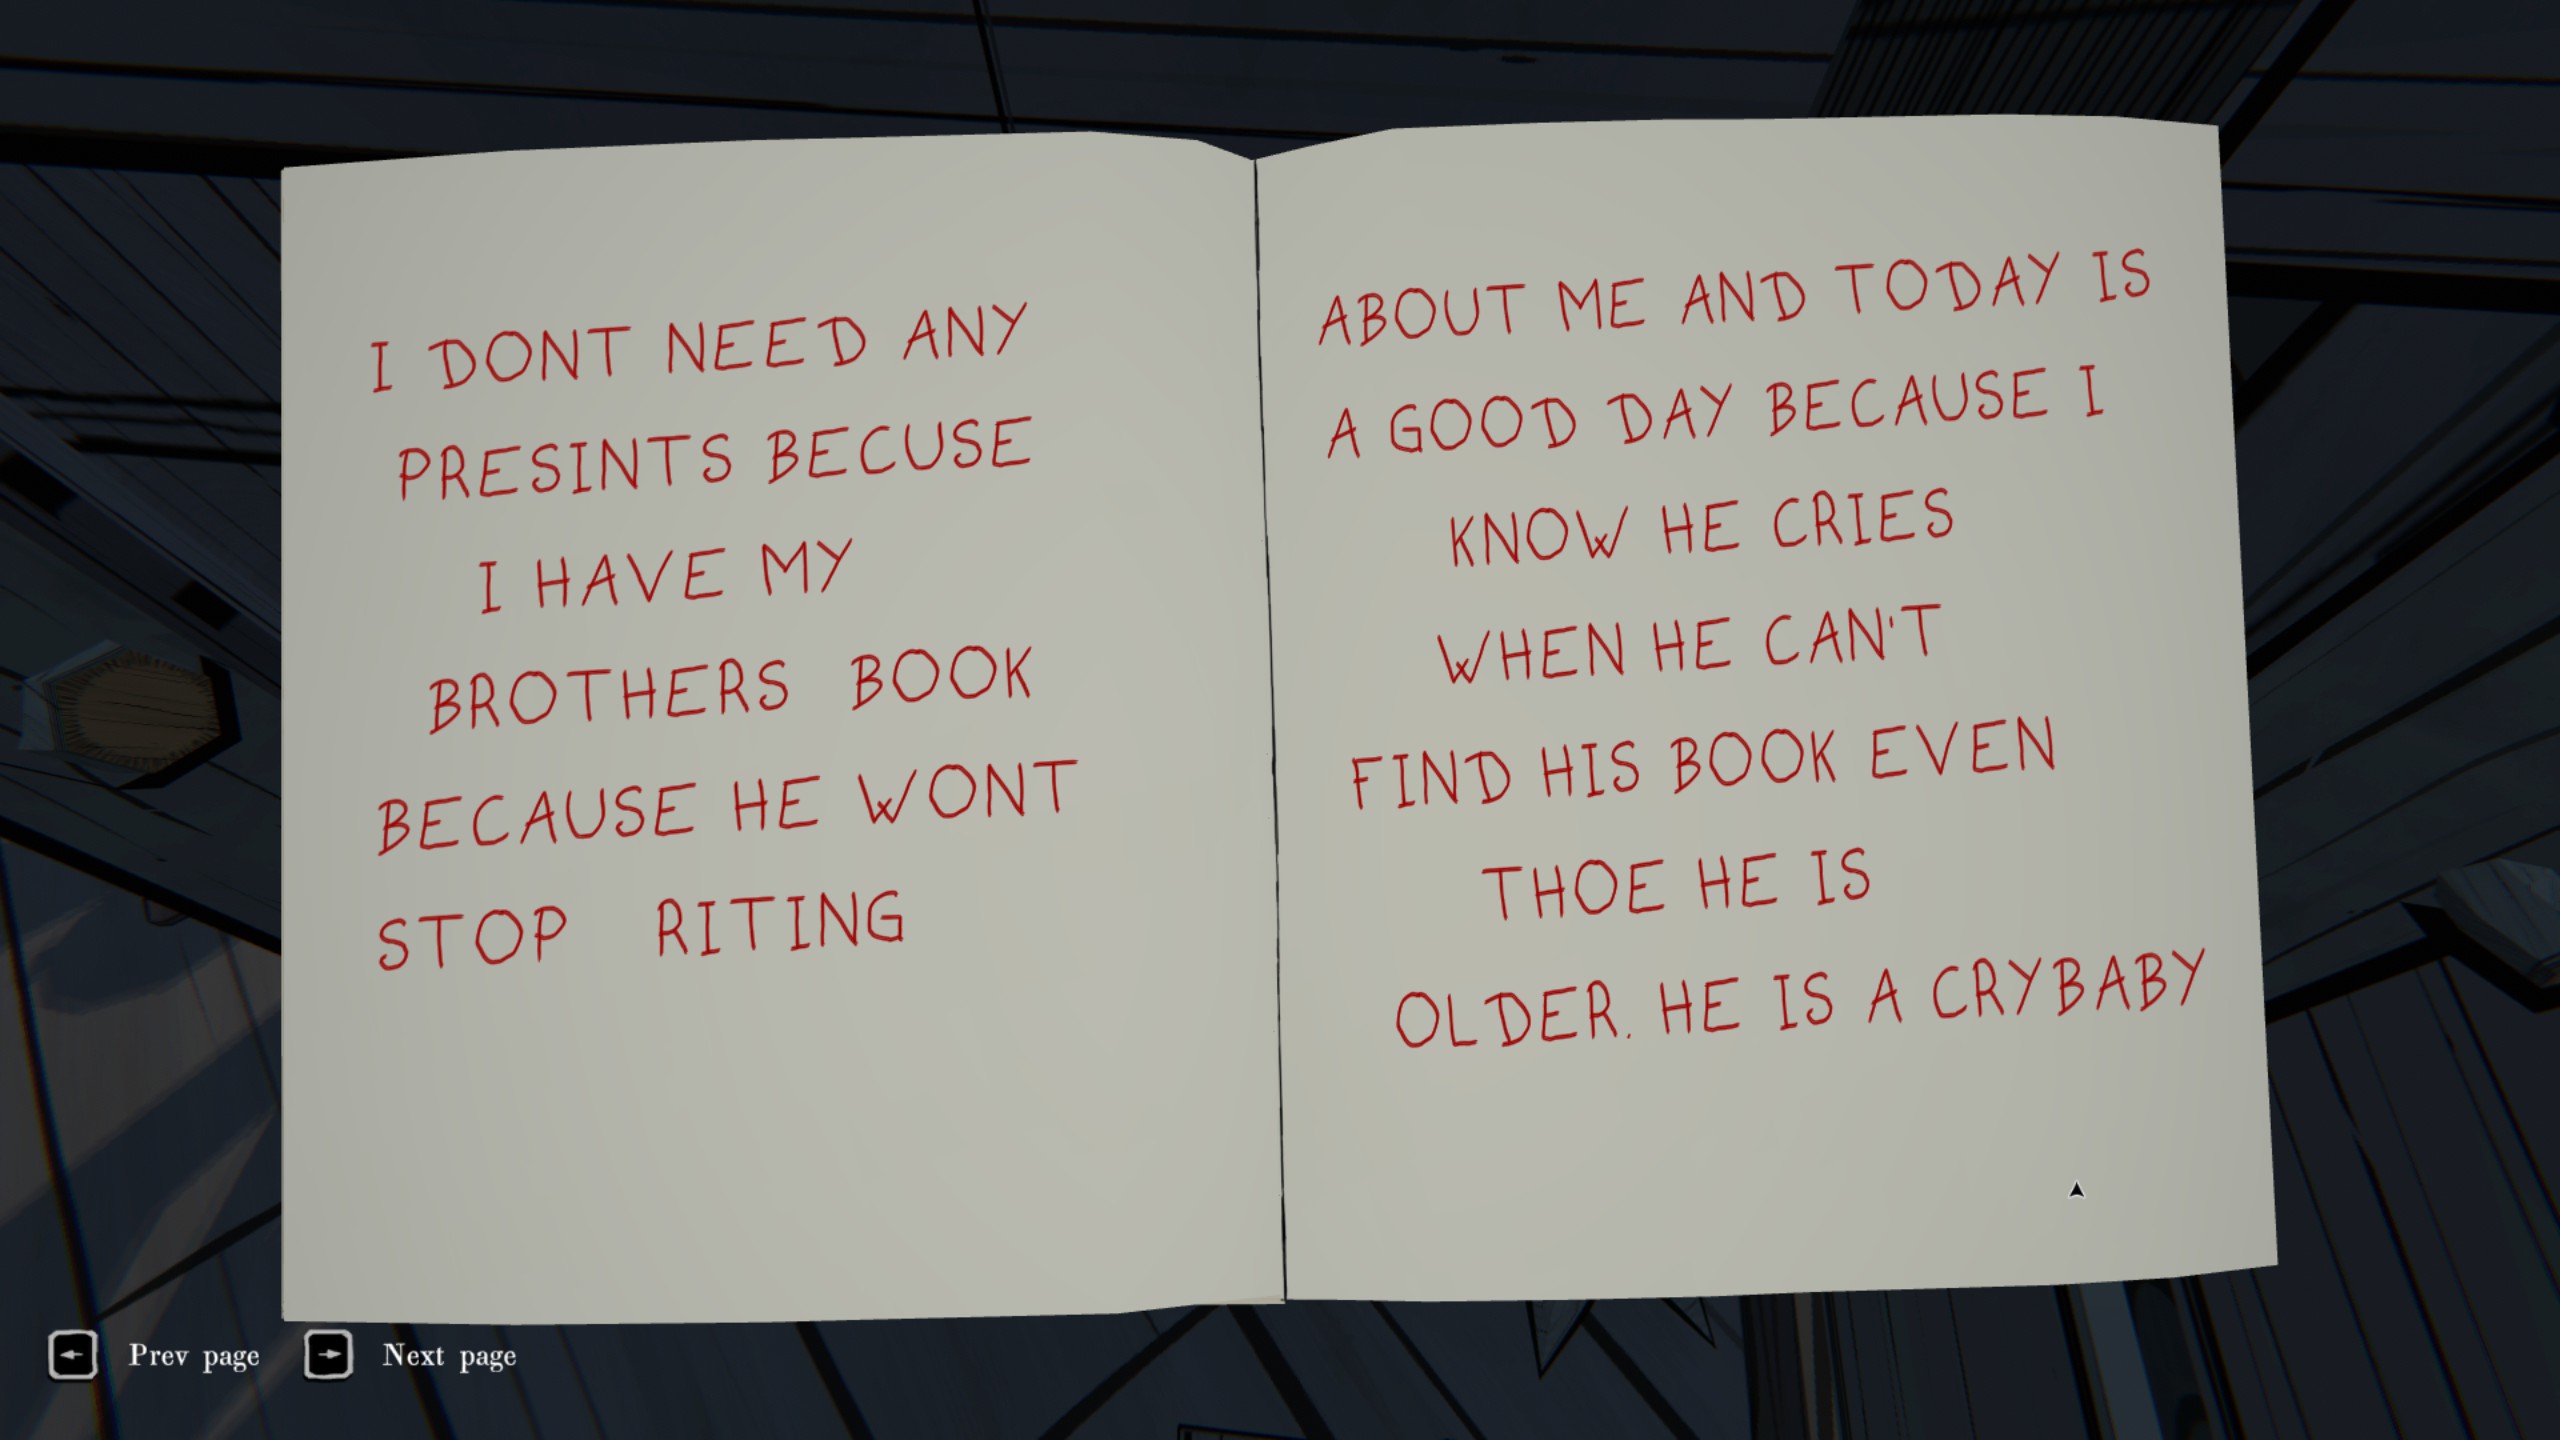 I DONT NEED ANY
PRESINTS BECUSE
I HAVE MY
BROTHERS BOOK
BECAUSE HE WONT
STOP RITING
ABOUT ME AND TODAY IS
A GOOD DAY BECAUSE I
KNOW HE CRIES
WHEN HE CAN'T
FIND HIS BOOK EVEN
THOE HE IS
OLDER. HE IS A CRYBABY
Prev page
Next page